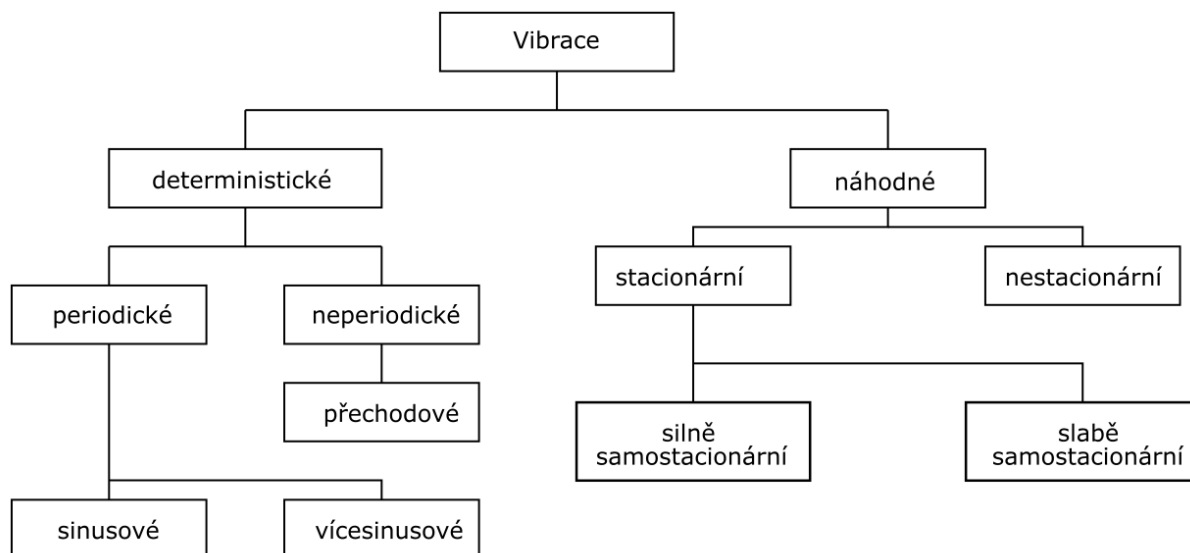 Vibrace
deterministické
náhodné
periodické
neperiodické
stacionární
nestacionární
přechodové
silně
samostacionární
slabě
samostacionární
sinusové
vícesinusové